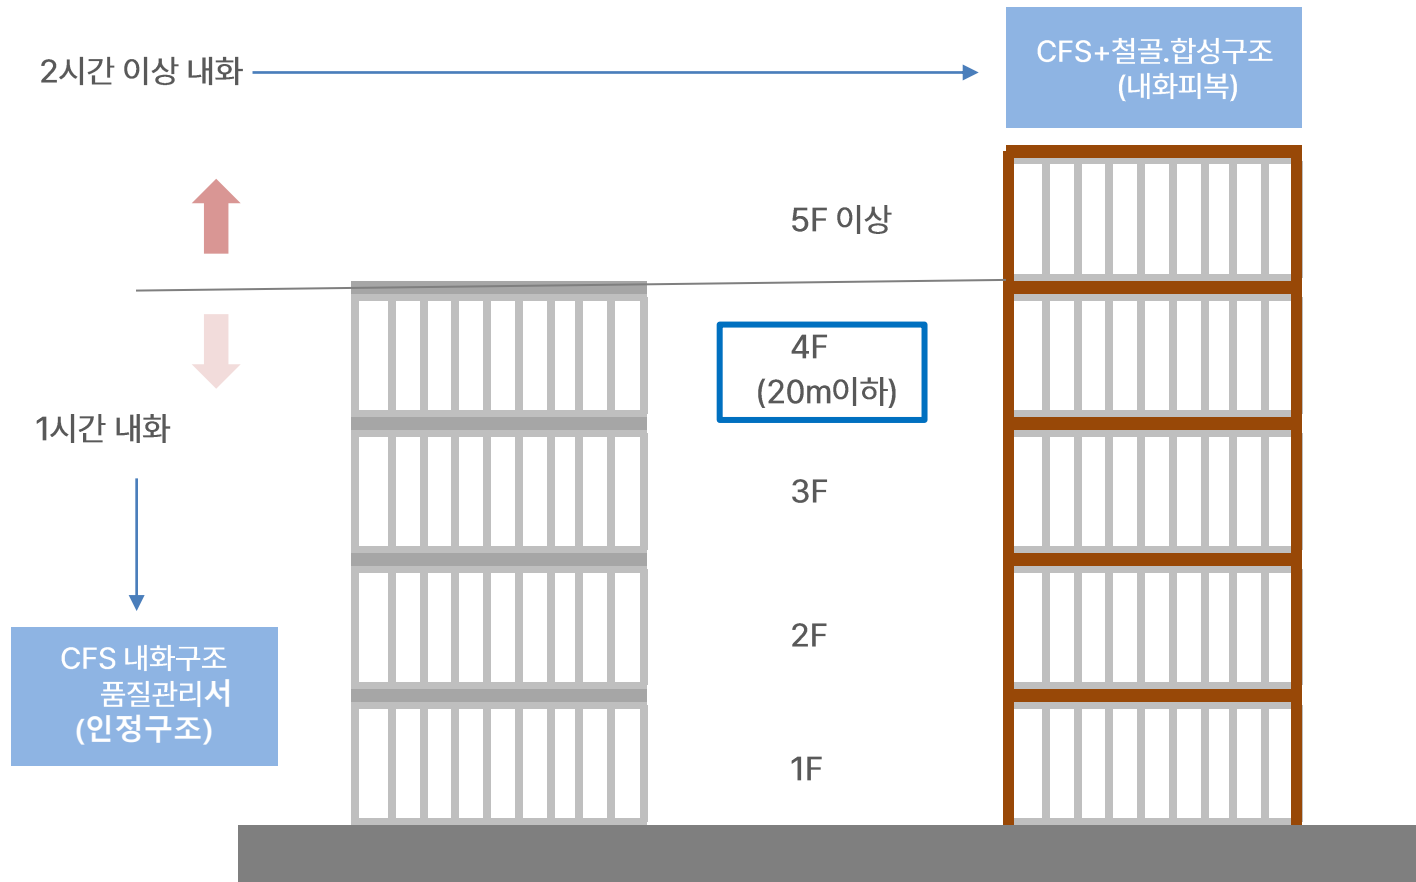 2시간 이상 내화
CFS+철골.합성구조
(내화피복)
5F 이상
4F
(20m이하)
1시간 내화
3F
CFS 내화구조
품질관리서
(인정구조)
2F
1F